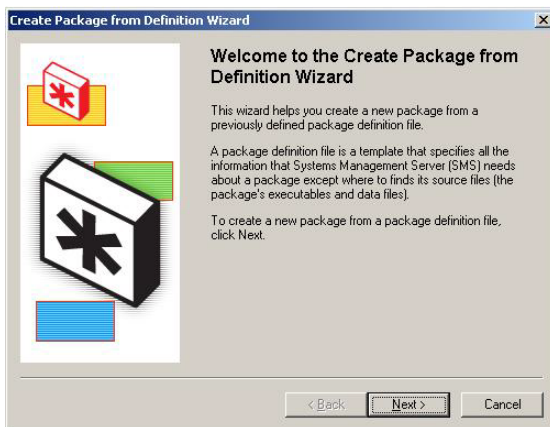 Create Package from Definition Wizard
Welcome to the Create Package from
Definition Wizard
This wizard helps you create a new package from a
previously defined package definition file.
A package definition file is a template that specifies all the
information that Systems Management Server (SMS) needs
about a package except where to finds its source files (the
package's executables and data files).
To create a new package from a package definition file,
click Next.
< Back
Next >
Cancel